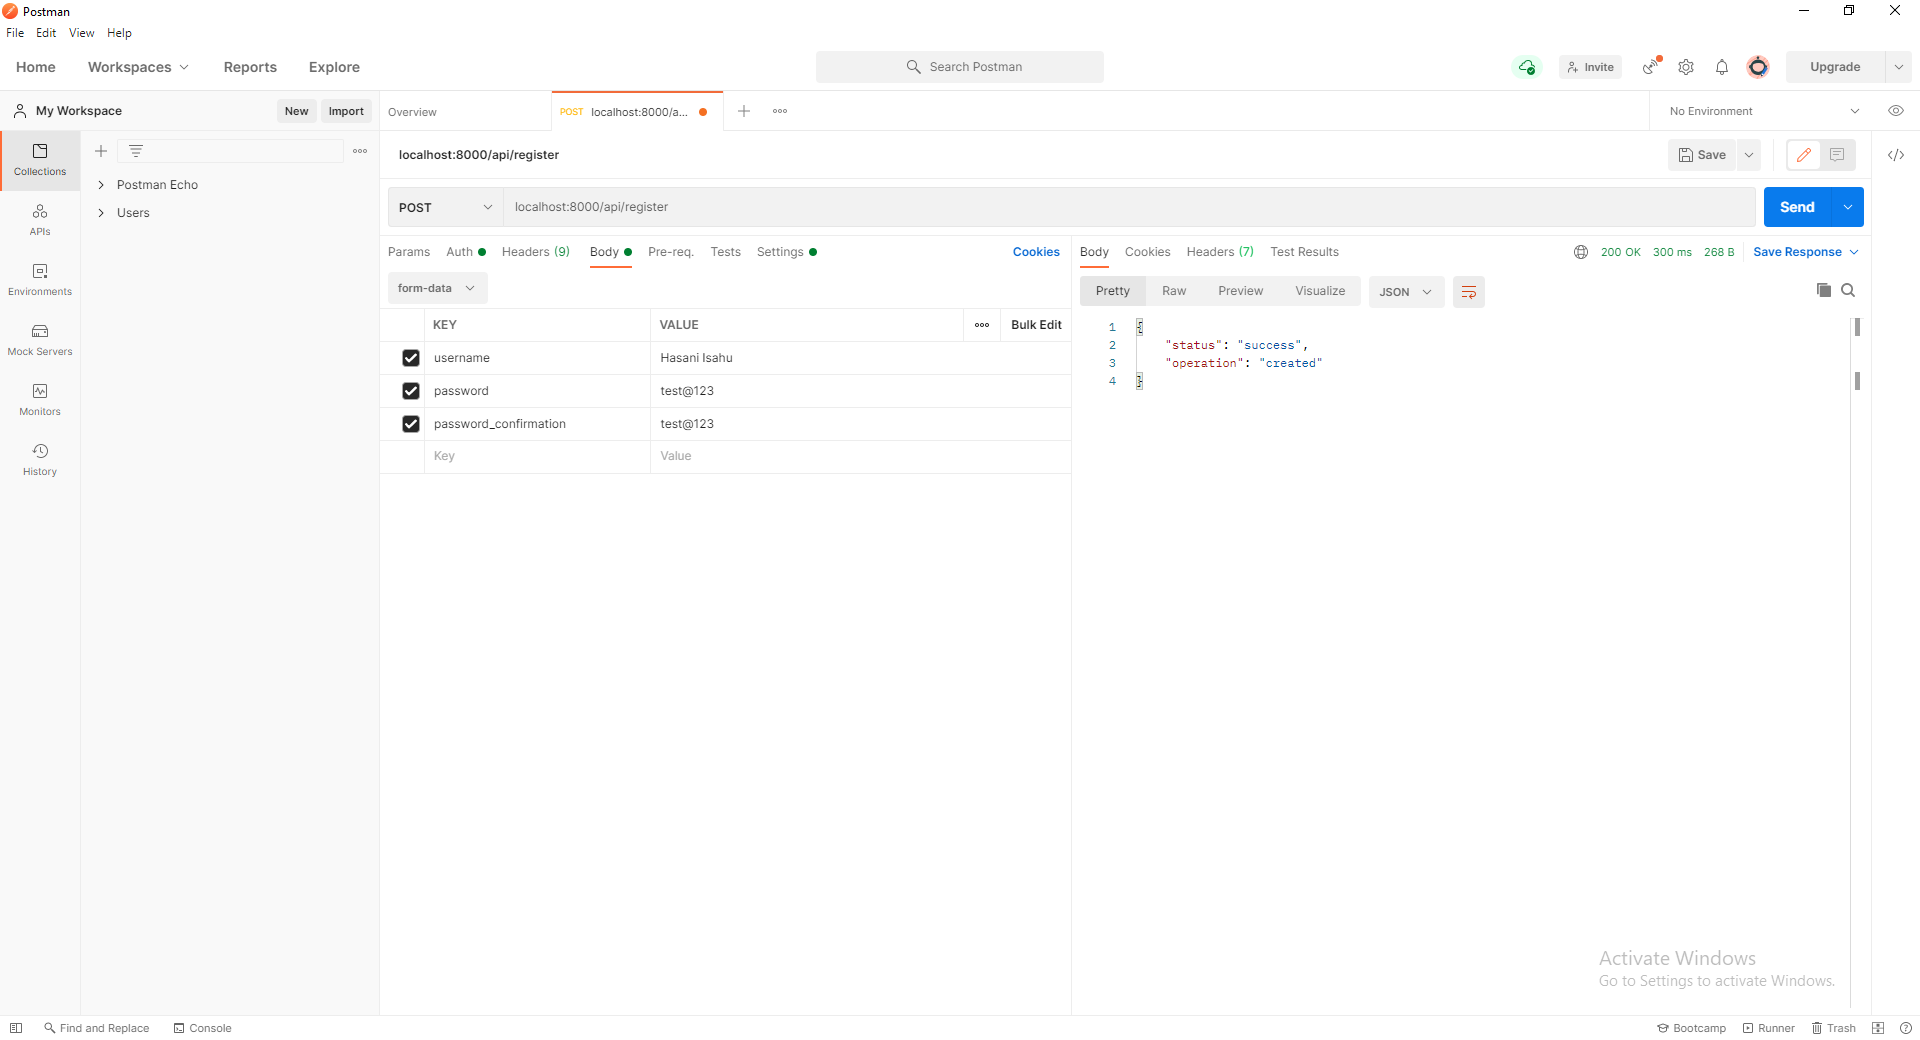 Postman
File Edit View Help
Home Workspaces Reports Explore Search Postman Invite Upgrade
My Workspace New Import Overview POST localhost:8000/a... No Environment
localhost:8000/api/register Save
Collections
APIs
Environments
Mock Servers
Monitors
History
Postman Echo
Users
POST localhost:8000/api/register Send
Params Auth Headers (9) Body Pre-req. Tests Settings Cookies
form-data
KEY VALUE Bulk Edit
username Hasani Isahu
password test@123
password_confirmation test@123
Key Value
Body Cookies Headers (7) Test Results 200 OK 300 ms 268 B Save Response
Pretty Raw Preview Visualize JSON
1 {
2 "status": "success",
3 "operation": "created"
4 }
Activate Windows
Go to Settings to activate Windows.
Find and Replace Console Bootcamp Runner Trash